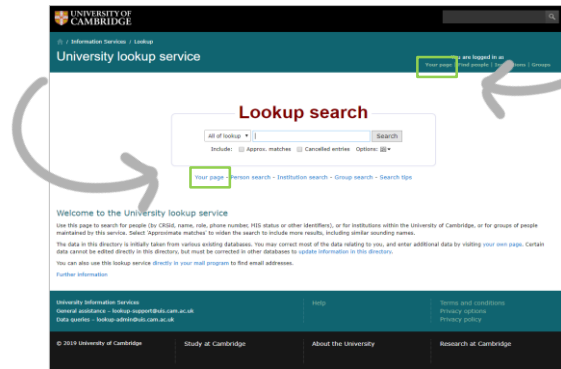 UNIVERSITY OF
CAMBRIDGE
/ Information Services / Lookup
University lookup service
You are logged in as
Your page | Find people | Institutions | Groups
Lookup search
All of lookup
Search
Include: Approx. matches Cancelled entries Options:
Your page - Person search - Institution search - Group search - Search tips
Welcome to the University lookup service
Use this page to search for people (by CRSid, name, role, phone number, MIS status or other identifiers), or for institutions within the University of Cambridge, or for groups of people
maintained by this service. Select 'Approximate matches' to widen the search to include more results, including similar sounding names.
The data in this directory is initially taken from various existing databases. You may correct most of the data relating to you, and enter additional data by visiting your own page. Certain
data cannot be edited directly in this directory, but must be corrected in other databases to update information in this directory.
You can also use this lookup service directly in your mail program to find email addresses.
Further information
University Information Services
General assistance – lookup-support@uis.cam.ac.uk
Data queries – lookup-admin@uis.cam.ac.uk
Help
Terms and conditions
Privacy options
Privacy policy
© 2019 University of Cambridge
Study at Cambridge
About the University
Research at Cambridge